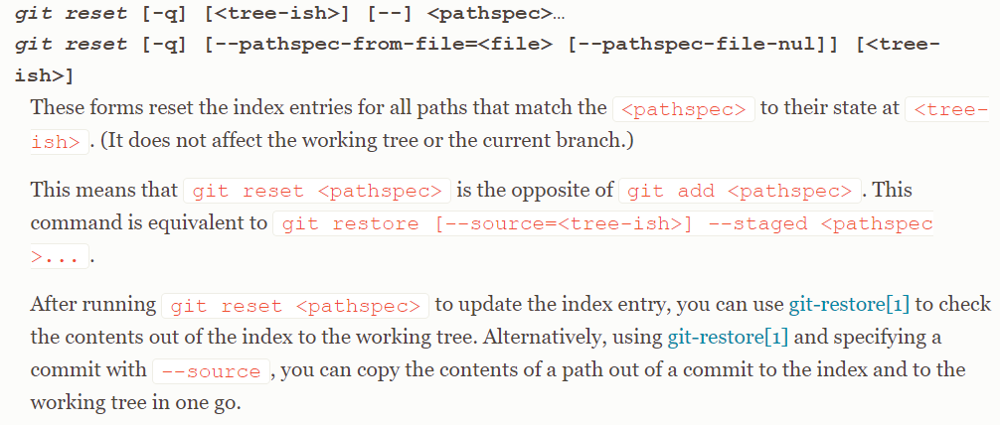 git reset [-q] [<tree-ish>] [--] <pathspec>…
git reset [-q] [--pathspec-from-file=<file> [--pathspec-file-nul]] [<tree-
ish>]
These forms reset the index entries for all paths that match the <pathspec> to their state at <tree-
ish> . (It does not affect the working tree or the current branch.)
This means that git reset <pathspec> is the opposite of git add <pathspec> . This
command is equivalent to git restore [--source=<tree-ish>] --staged <pathspec
>... .
After running git reset <pathspec> to update the index entry, you can use git-restore[1] to check
the contents out of the index to the working tree. Alternatively, using git-restore[1] and specifying a
commit with --source , you can copy the contents of a path out of a commit to the index and to the
working tree in one go.